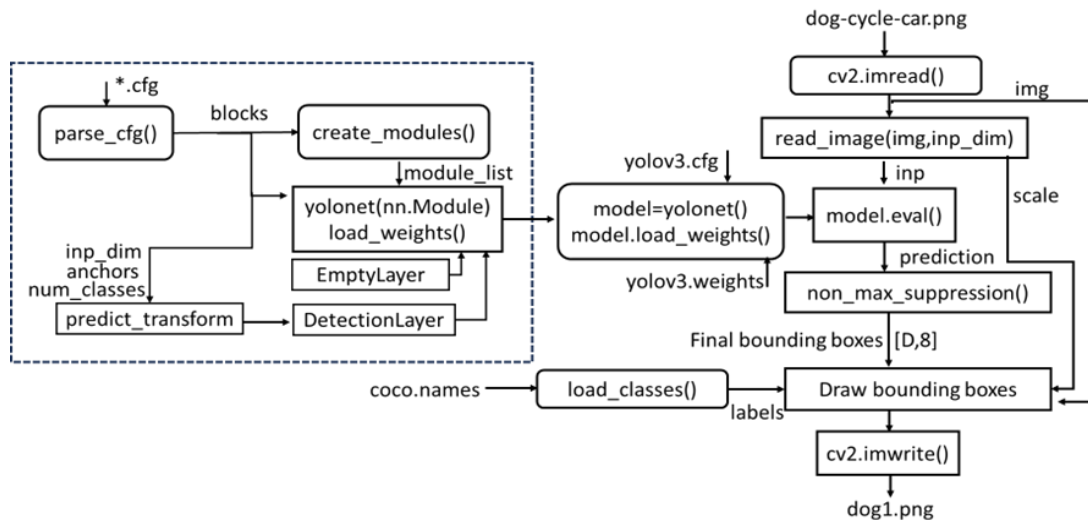 dog-cycle-car.png
cv2.imread()
img
*.cfg
blocks
parse_cfg()
create_modules()
read_image(img,inp_dim)
module_list
yolov3.cfg
inp
scale
yolonet(nn.Module)
load_weights()
model=yolonet()
model.load_weights()
model.eval()
inp_dim
anchors
num_classes
EmptyLayer
yolov3.weights
prediction
non_max_suppression()
predict_transform
DetectionLayer
Final bounding boxes [D,8]
coco.names
load_classes()
labels
Draw bounding boxes
cv2.imwrite()
dog1.png